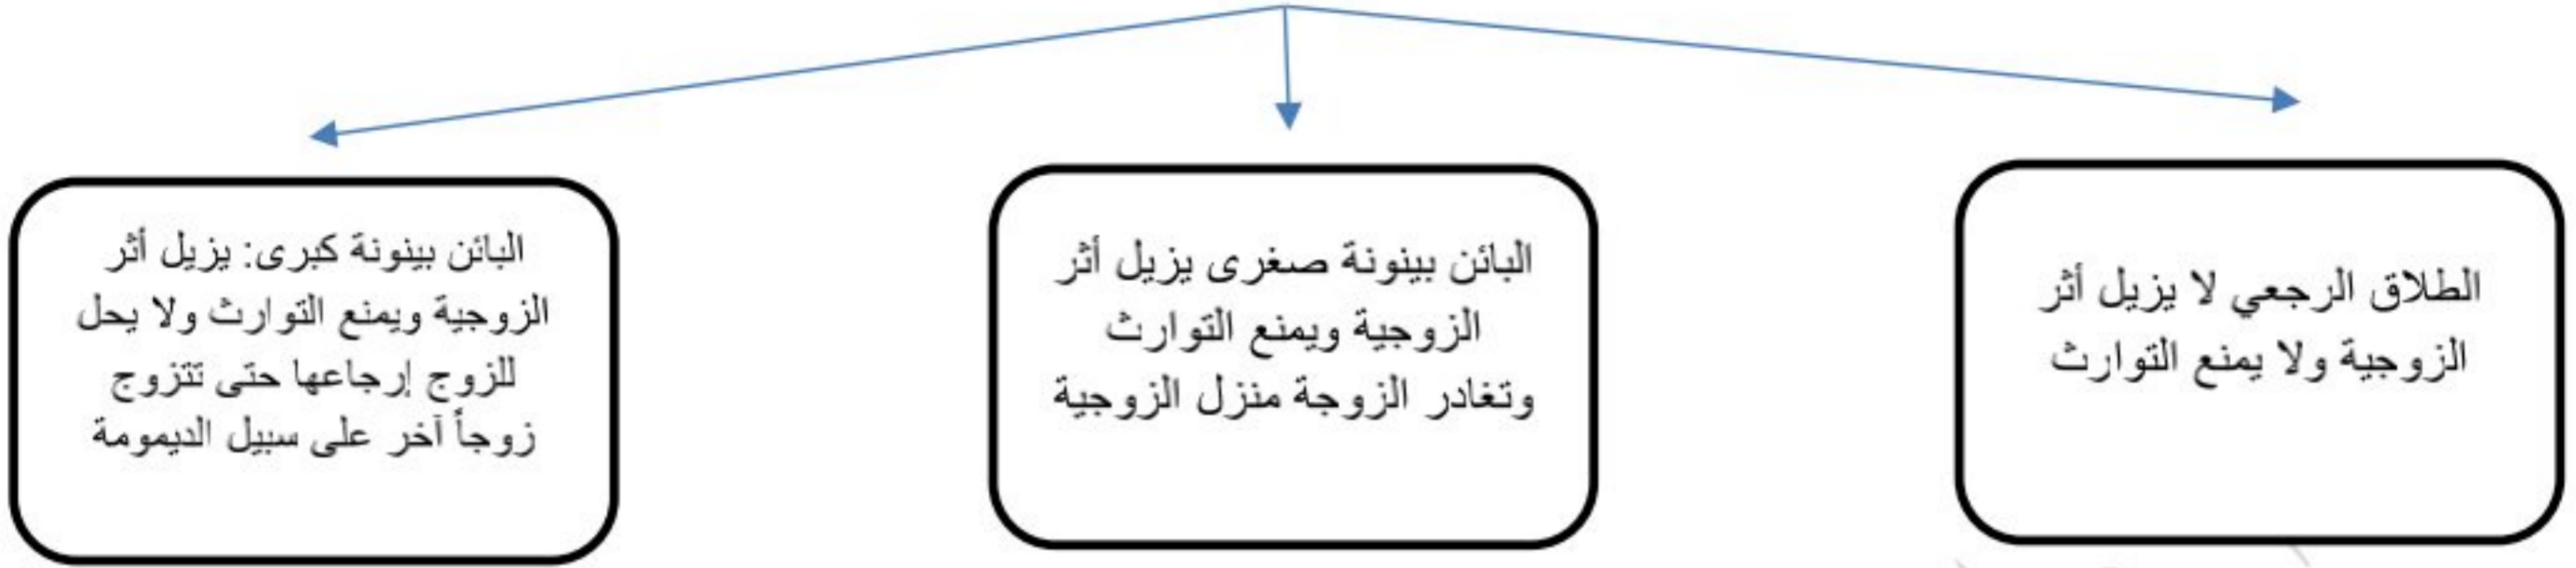 الطلاق الرجعي لا يزيل أثر
الزوجية ولا يمنع التوارث
البائن بينونة صغرى يزيل أثر
الزوجية ويمنع التوارث
وتغادر الزوجة منزل الزوجية
البائن بينونة كبرى: يزيل أثر
الزوجية ويمنع التوارث ولا يحل
للزوج إرجاعها حتى تتزوج
زوجاً آخر على سبيل الديمومة